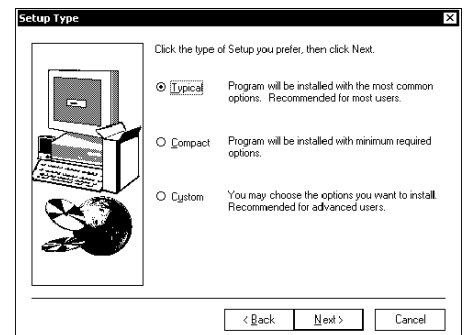 Setup Type
Click the type of Setup you prefer, then click Next.
Typical
Program will be installed with the most common
options. Recommended for most users.
Compact
Program will be installed with minimum required
options.
Custom
You may choose the options you want to install.
Recommended for advanced users.
< Back
Next >
Cancel